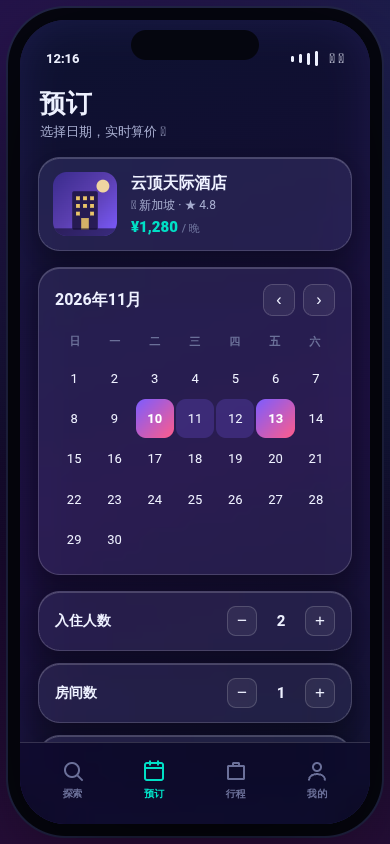 12:16
预订
选择日期，实时算价
云顶天际酒店
新加坡 · ★ 4.8
¥1,280 / 晚
2026年11月 ‹ ›
日 一 二 三 四 五 六
1 2 3 4 5 6 7
8 9 10 11 12 13 14
15 16 17 18 19 20 21
22 23 24 25 26 27 28
29 30
入住人数 − 2 +
房间数 − 1 +
探索 预订 行程 我的